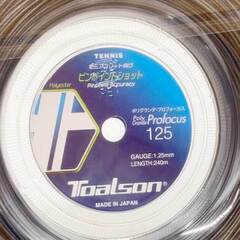 TENNIS
ピンポイントショット
Pinpoint Accuracy
Polyester
ポリグランデ・プロフォーカス
Poly Grande Profocus
125
GAUGE: 1.25mm
LENGTH: 240m
Toalson
MADE IN JAPAN